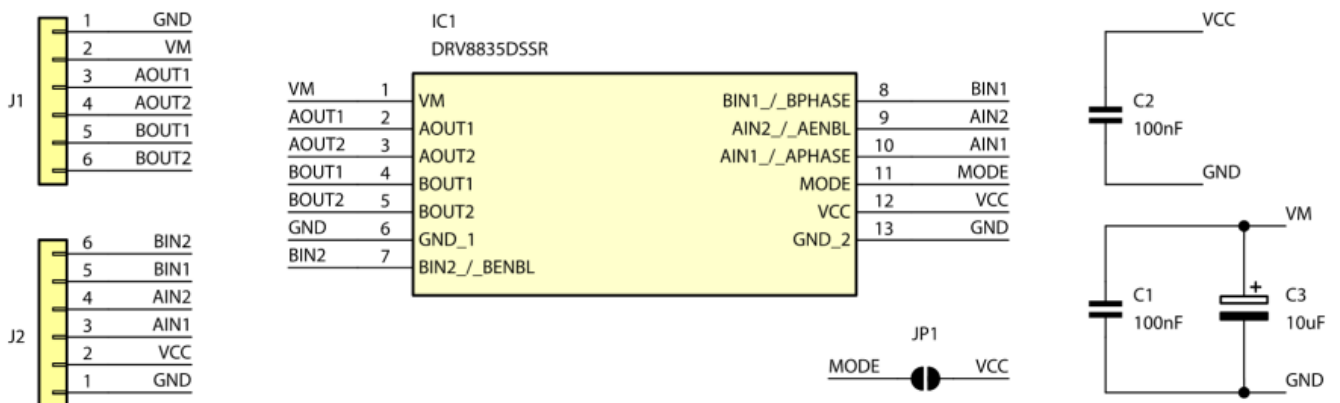 J1
1 GND
2 VM
3 AOUT1
4 AOUT2
5 BOUT1
6 BOUT2
J2
6 BIN2
5 BIN1
4 AIN2
3 AIN1
2 VCC
1 GND
IC1
DRV8835DSSR
VM 1 VM
AOUT1 2 AOUT1
AOUT2 3 AOUT2
BOUT1 4 BOUT1
BOUT2 5 BOUT2
GND 6 GND_1
BIN2 7 BIN2_/_BENBL
BIN1_/_BPHASE 8 BIN1
AIN2_/_AENBL 9 AIN2
AIN1_/_APHASE 10 AIN1
MODE 11 MODE
VCC 12 VCC
GND_2 13 GND
JP1
MODE VCC
VCC
C2
100nF
GND
VM
C1
100nF
+
C3
10uF
GND